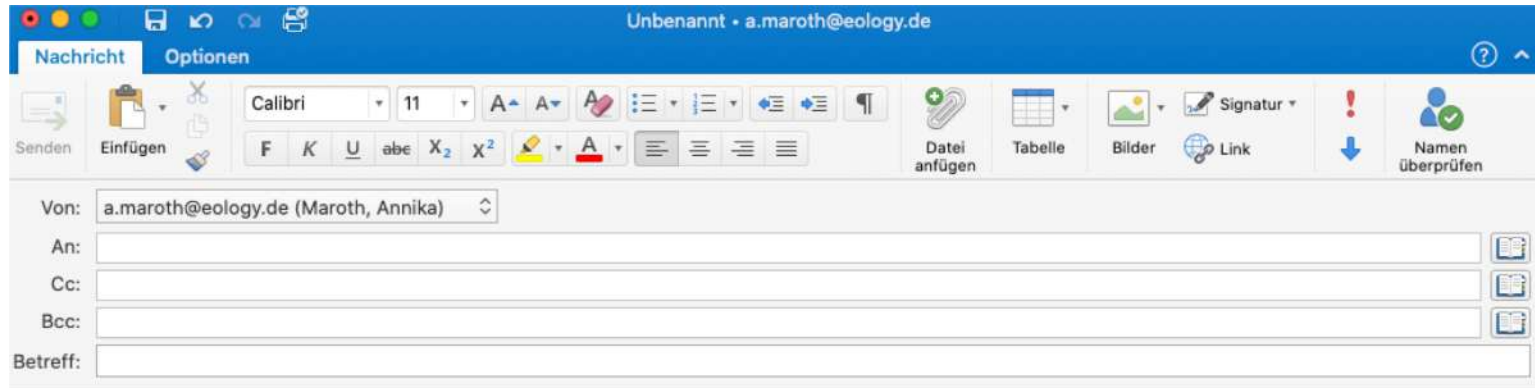 Unbenannt • a.maroth@eology.de
Nachricht Optionen
Calibri 11 A A A
Signatur
Senden Einfügen F K U abc X₂ X² A Datei anfügen Tabelle Bilder Link Namen überprüfen
Von: a.maroth@eology.de (Maroth, Annika)
An:
Cc:
Bcc:
Betreff: